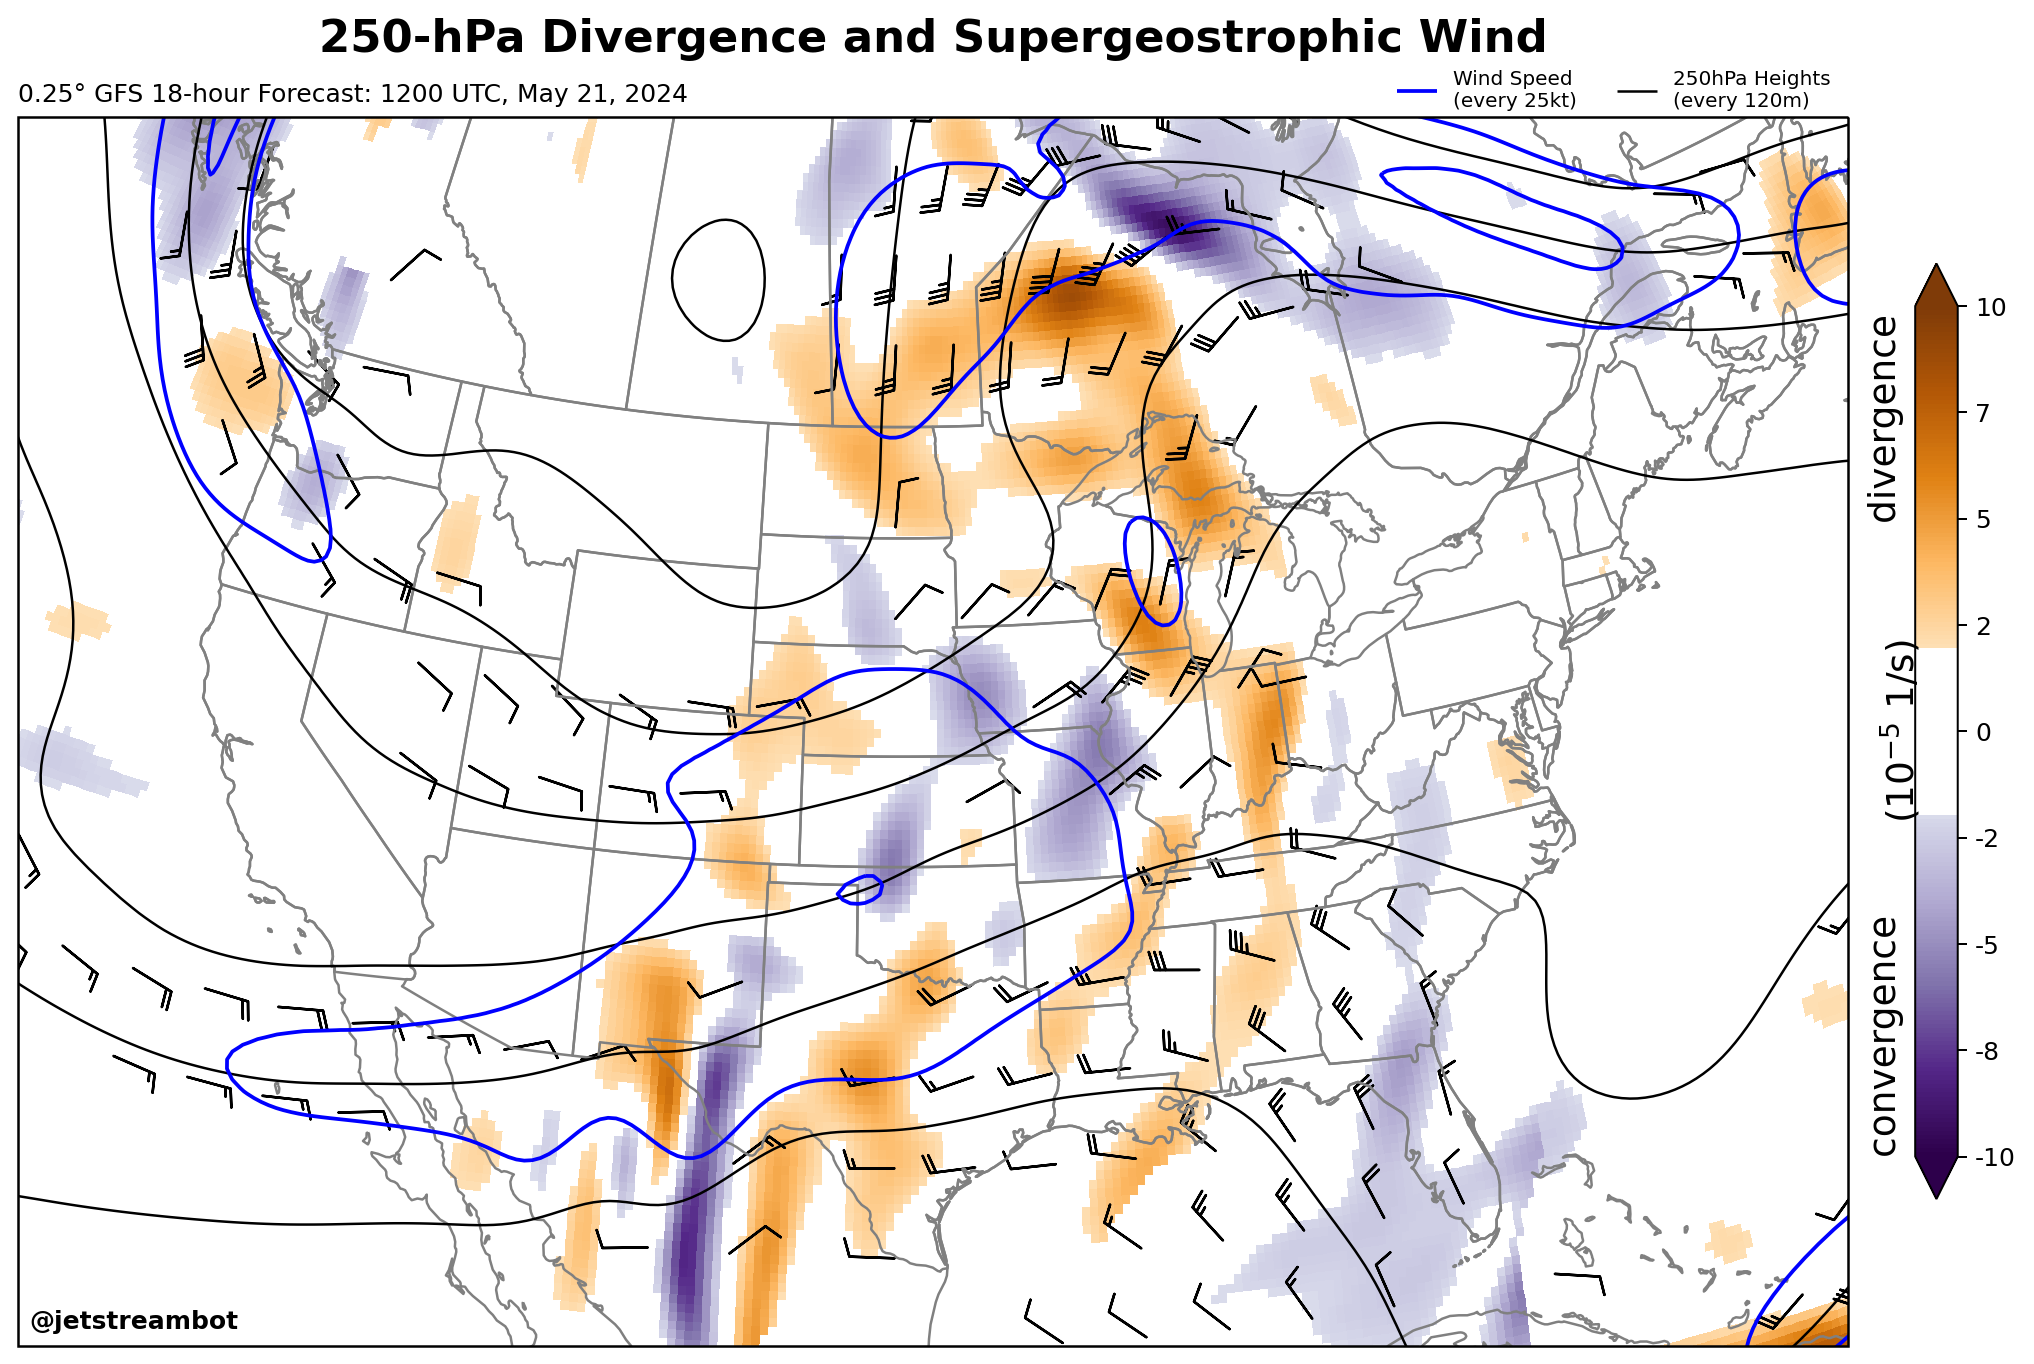 250-hPa Divergence and Supergeostrophic Wind
0.25° GFS 18-hour Forecast: 1200 UTC, May 21, 2024
Wind Speed
(every 25kt)
250hPa Heights
(every 120m)
10
7
5
2
0
-2
-5
-8
-10
divergence
(10⁻⁵ 1/s)
convergence
@jetstreambot